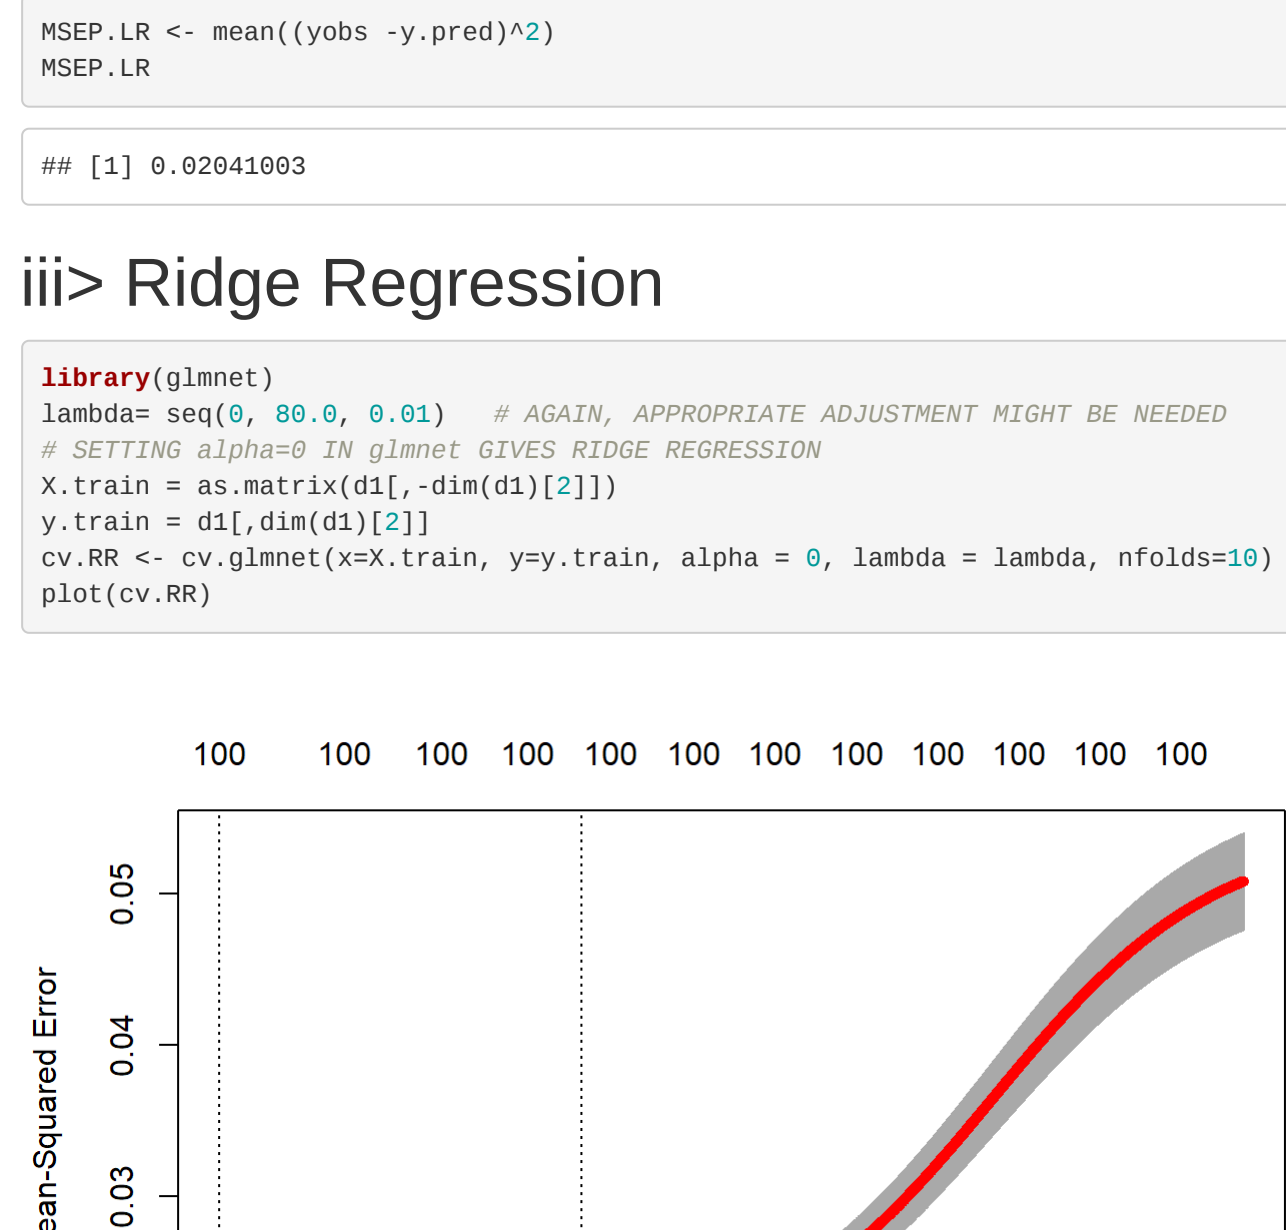 MSEP.LR <- mean((yobs -y.pred)^2)
MSEP.LR
## [1] 0.02041003
iii> Ridge Regression
library(glmnet)
lambda= seq(0, 80.0, 0.01)   # AGAIN, APPROPRIATE ADJUSTMENT MIGHT BE NEEDED
# SETTING alpha=0 IN glmnet GIVES RIDGE REGRESSION
X.train = as.matrix(d1[,-dim(d1)[2]])
y.train = d1[,dim(d1)[2]]
cv.RR <- cv.glmnet(x=X.train, y=y.train, alpha = 0, lambda = lambda, nfolds=10)
plot(cv.RR)
100 100 100 100 100 100 100 100 100 100 100 100
0.05
0.04
0.03
ean-Squared Error